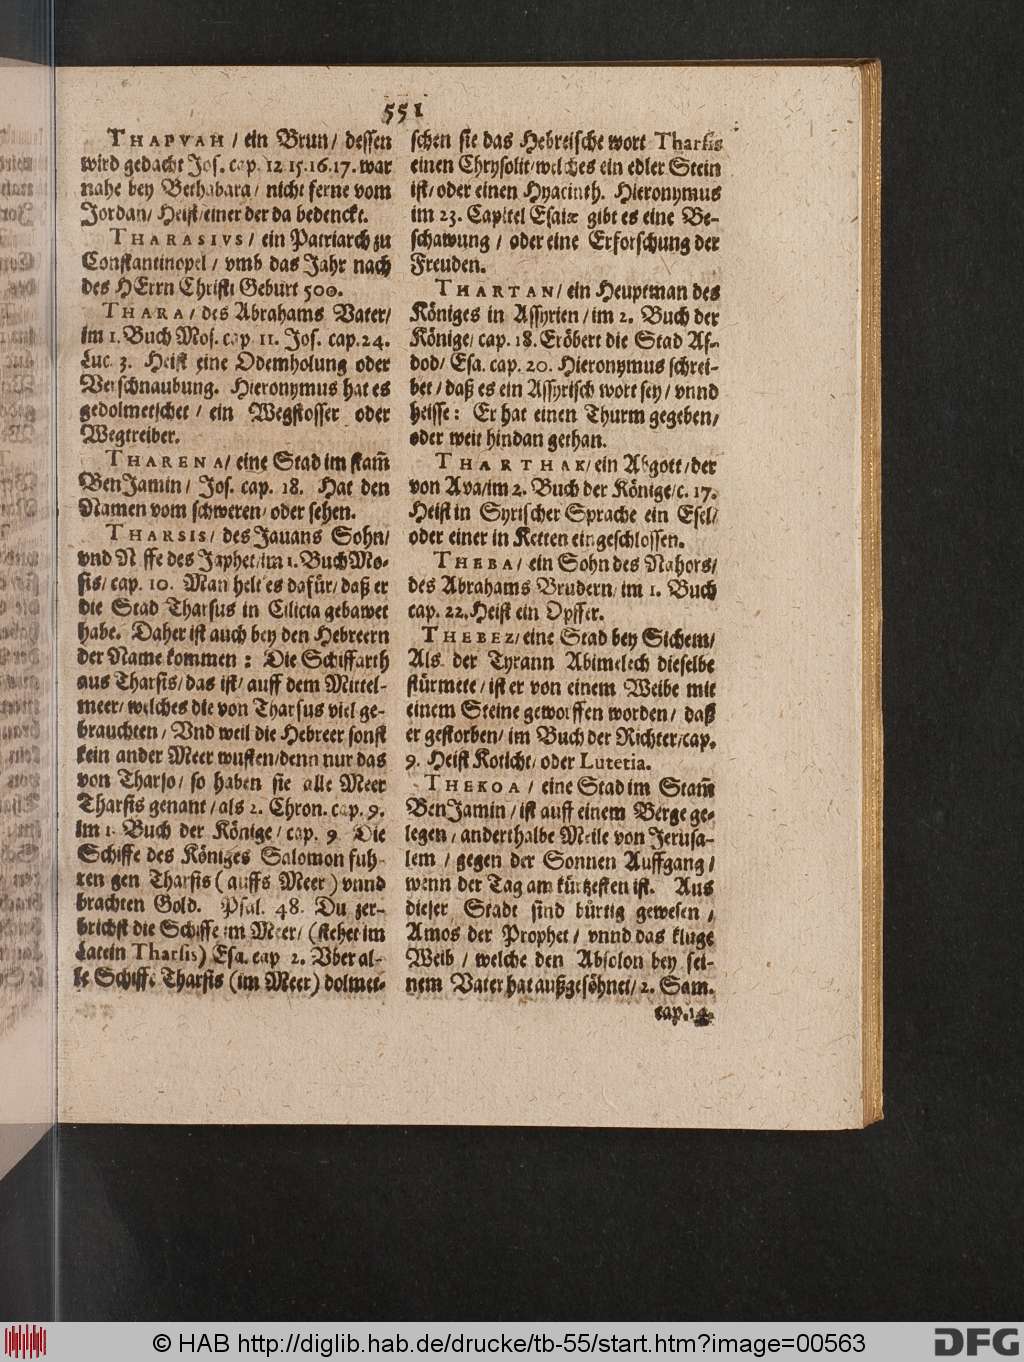 551
THAPVAH / ein Brun / dessen
wird gedacht Jos. cap. 12 15.16.17. war
nahe bey Bethabara / nicht ferne vom
Jordan / Heist / einer der da bedenckt.
THARASIVS / ein Patriarch zu
Constantinopel / vmb das Jahr nach
des HErrn Christi Geburt 500.
THARA / des Abrahams Vater /
im 1. Buch Mos. cap. 11. Jos. cap. 24.
Luc. 3. Heist eine Odemholung oder
Verschnaubung. Hieronymus hat es
gedolmetschet / ein Wegstosser oder
Wegtreiber.
THARENA / eine Stad im stam̃
BenJamin / Jos. cap. 18. Hat den
Namen vom schweren / oder sehen.
THARSIS / des Javans Sohn /
vnd Neffe des Japhet / im 1. Buch Mo-
sis / cap. 10. Man helt es dafür / daß er
die Stad Tharsus in Cilicia gebawet
habe. Daher ist auch bey den Hebreern
der Name kommen : Die Schiffarth
aus Tharsis / das ist / auff dem Mittel-
meer / welches die von Tharsus viel ge-
brauchten / Vnd weil die Hebreer sonst
kein ander Meer wusten / denn nur das
von Tharso / so haben sie alle Meer
Tharsis genant / als 2. Chron. cap. 9.
im 1. Buch der Könige / cap. 9. Die
Schiffe des Königes Salomon fuh-
ren gen Tharsis ( auffs Meer ) vnnd
brachten Gold. Psal. 48. Du zer-
brichst die Schiffe im Meer / (stehet im
Latein Tharsis) Esa. cap 2. Vber al-
le Schiffe Tharsis (im Meer) dolmet-
schen sie das Hebreische wort Tharsis
einen Chrysolit / welches ein edler Stein
ist / oder einen Hyacinth. Hieronymus
im 23. Capitel Esaiæ gibt es eine Be-
schawung / oder eine Erforschung der
Freuden.
THARTAN / ein Heuptman des
Königes in Assyrien / im 2. Buch der
Könige / cap. 18. Eröbert die Stad As-
dod / Esa. cap. 20. Hieronymus schrei-
bet / daß es ein Assyrisch wort sey / vnnd
heisse : Er hat einen Thurm gegeben /
oder weit hindan gethan.
THARTHAK / ein Abgott / der
von Ava / im 2. Buch der Könige / c. 17.
Heist in Syrischer Sprache ein Esel /
oder einer in Ketten eingeschlossen.
THEBA / ein Sohn des Nahors /
des Abrahams Brudern / im 1. Buch
cap. 22. Heist ein Opffer.
THEBEZ / eine Stad bey Sichem /
Als der Tyrann Abimelech dieselbe
stürmete / ist er von einem Weibe mit
einem Steine geworffen worden / daß
er gestorben / im Buch der Richter / cap.
9. Heist Koticht / oder Lutetia.
THEKOA / eine Stad im Stam̃
BenJamin / ist auff einem Berge ge-
legen / anderthalbe Meile von Jerusa-
lem / gegen der Sonnen Auffgang /
wenn der Tag am kürtzesten ist. Aus
dieser Stadt sind bürtig gewesen /
Amos der Prophet / vnnd das kluge
Weib / welche den Absolon bey sei-
nem Vater hat außgesöhnet / 2. Sam.
cap. 14.
© HAB http://diglib.hab.de/drucke/tb-55/start.htm?image=00563
DFG